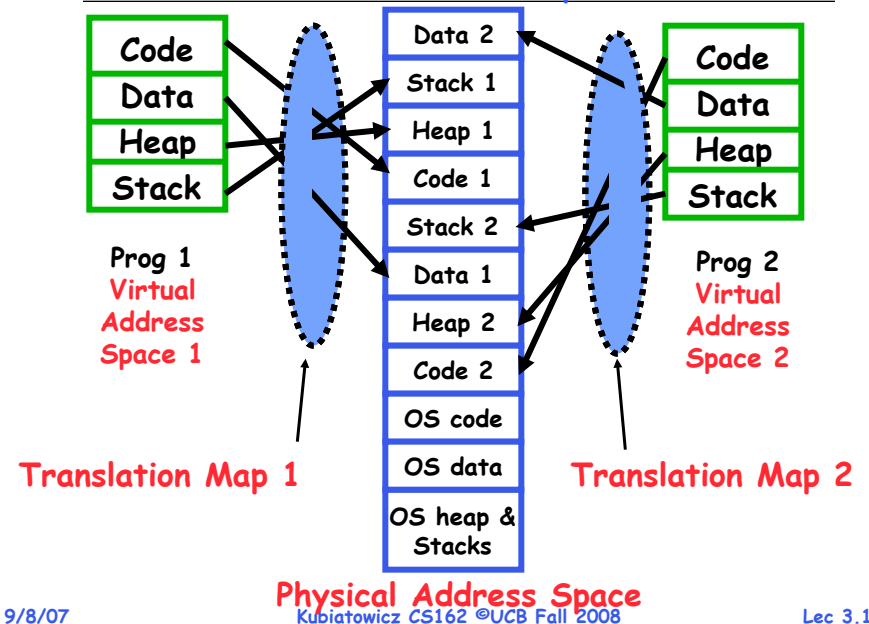 Code
Data
Heap
Stack
Prog 1
Virtual
Address
Space 1
Translation Map 1
Data 2
Stack 1
Heap 1
Code 1
Stack 2
Data 1
Heap 2
Code 2
OS code
OS data
OS heap &
Stacks
Physical Address Space
Code
Data
Heap
Stack
Prog 2
Virtual
Address
Space 2
Translation Map 2
9/8/07
Kubiatowicz CS162 ©UCB Fall 2008
Lec 3.1